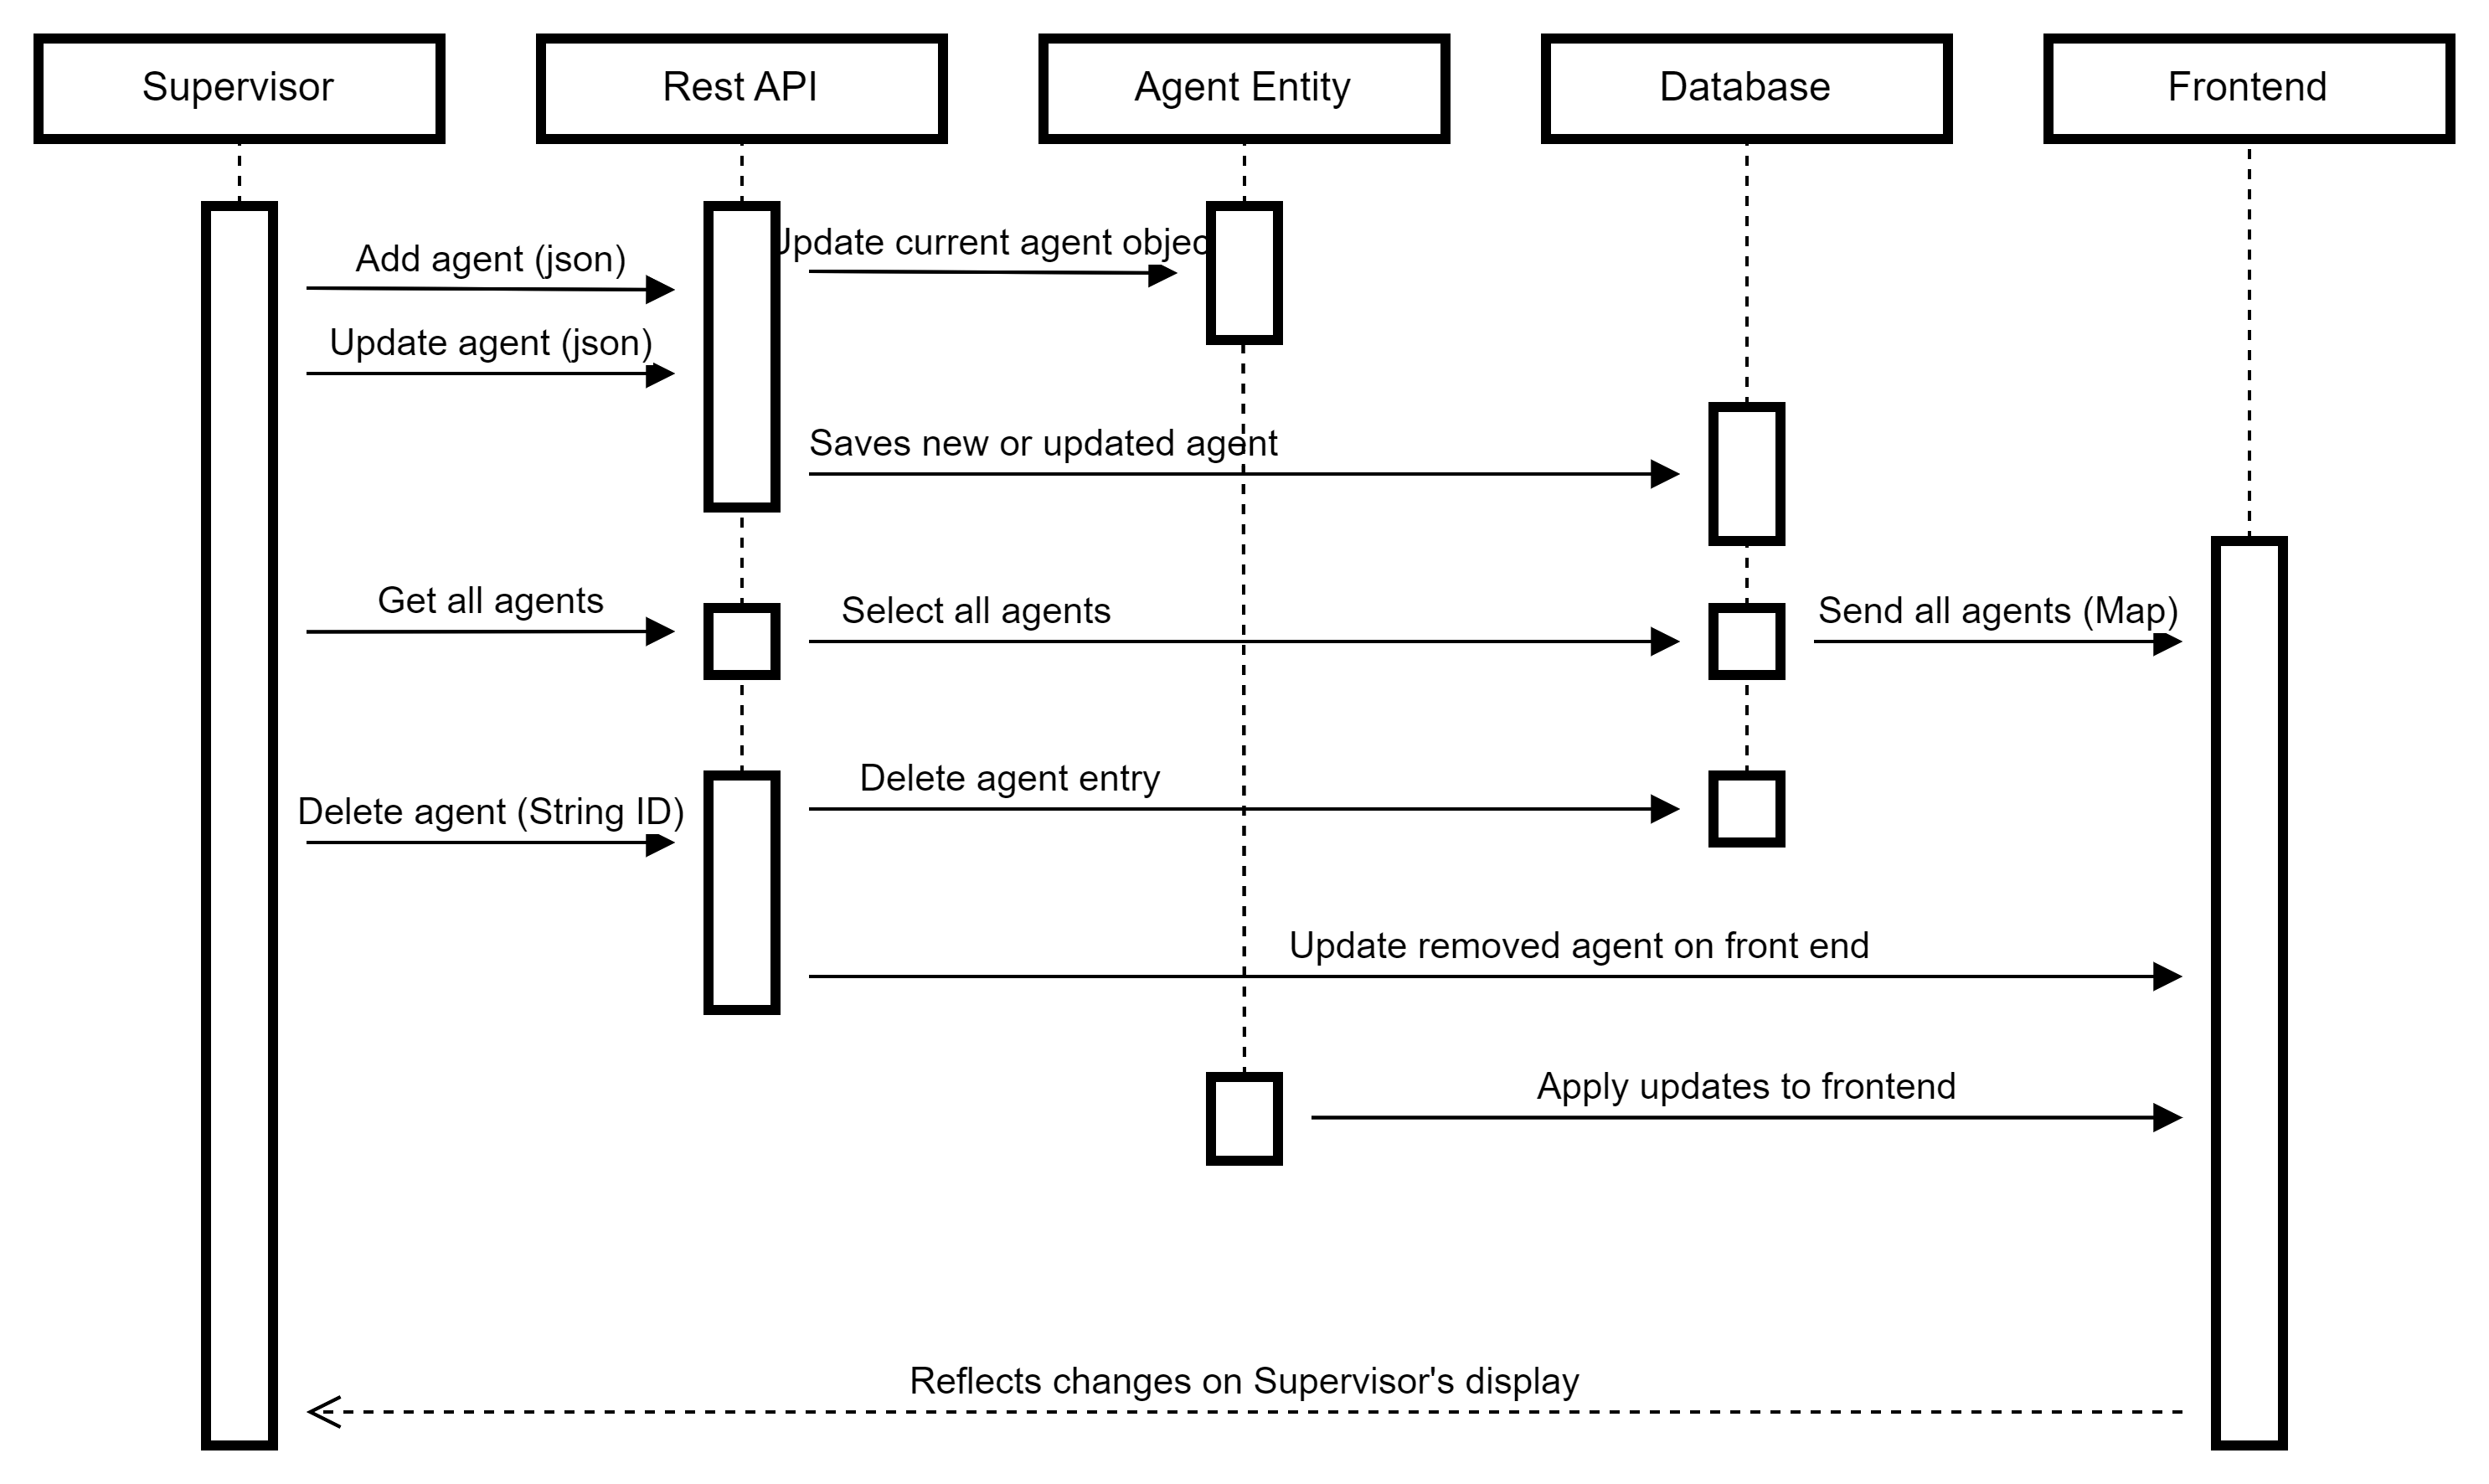 Supervisor
Rest API
Agent Entity
Database
Frontend
Update current agent objec
Add agent (json)
Update agent (json)
Saves new or updated agent
Get all agents
Select all agents
Send all agents (Map)
Delete agent entry
Delete agent (String ID)
Update removed agent on front end
Apply updates to frontend
Reflects changes on Supervisor's display